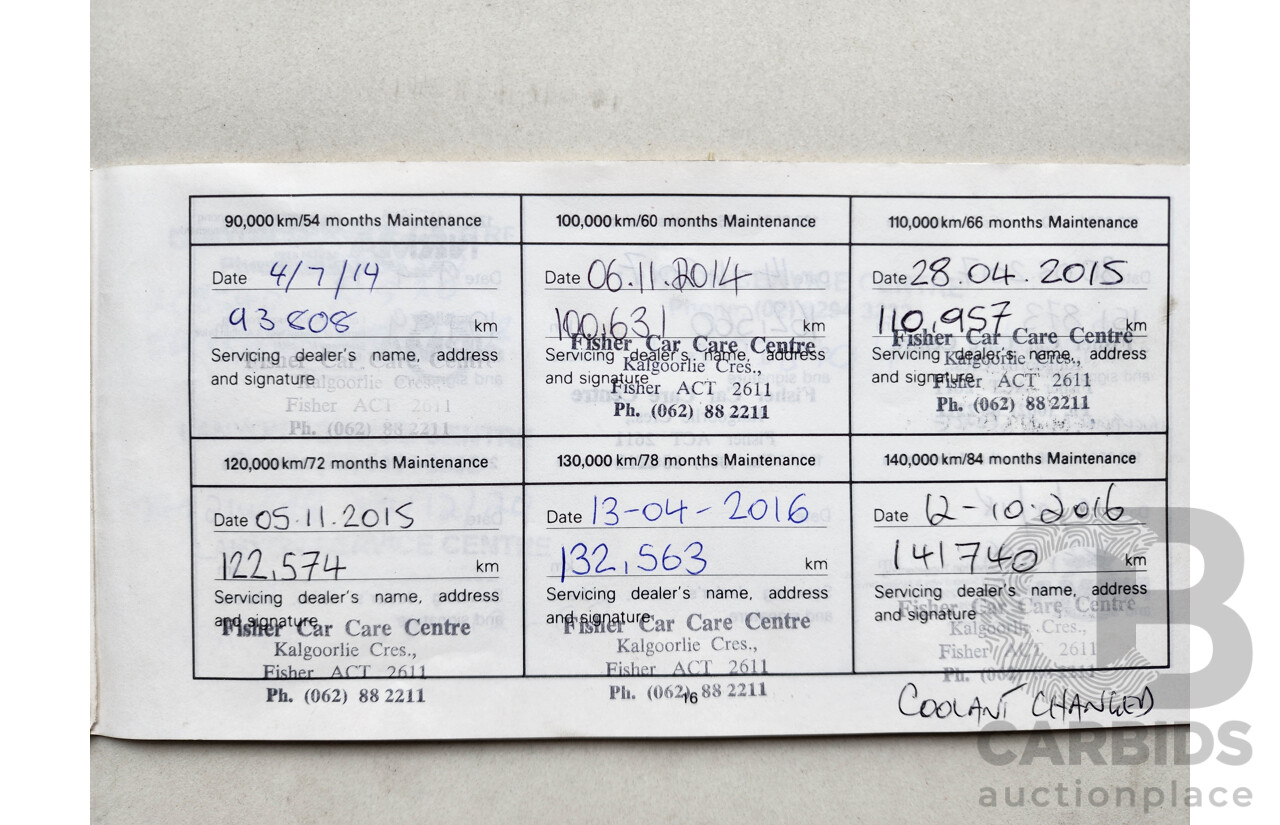 90,000 km/54 months Maintenance
Date 4/7/14
93808 km
Servicing dealer's name, address
and signature
Fisher Car Care Centre
Kalgoorlie Cres.,
Fisher ACT 2611
Ph. (062) 88 2211
100,000 km/60 months Maintenance
Date 06.11.2014
100,631 km
Servicing dealer's name, address
and signature
Fisher Car Care Centre
Kalgoorlie Cres.,
Fisher ACT 2611
Ph. (062) 88 2211
110,000 km/66 months Maintenance
Date 28.04.2015
110,957 km
Servicing dealer's name, address
and signature
Fisher Car Care Centre
Kalgoorlie Cres.,
Fisher ACT 2611
Ph. (062) 88 2211
120,000 km/72 months Maintenance
Date 05.11.2015
122,574 km
Servicing dealer's name, address
and signature
Fisher Car Care Centre
Kalgoorlie Cres.,
Fisher ACT 2611
Ph. (062) 88 2211
130,000 km/78 months Maintenance
Date 13-04-2016
132,563 km
Servicing dealer's name, address
and signature
Fisher Car Care Centre
Kalgoorlie Cres.,
Fisher ACT 2611
Ph. (062) 88 2211
140,000 km/84 months Maintenance
Date 12-10-2016
141740 km
Servicing dealer's name, address
and signature
Fisher Car Care Centre
Kalgoorlie Cres.,
Fisher ACT 2611
Ph. (062)
16
COOLANT CHANGED
B
CARBIDS
auctionplace